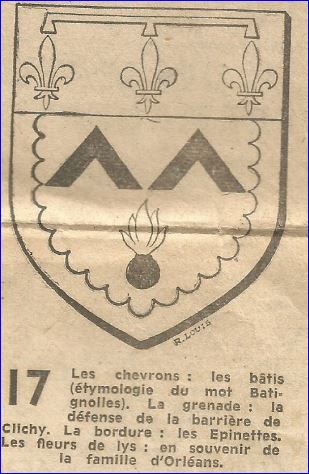 R. Louis
17
Les chevrons : les bâtis
(étymologie du mot Bati-
gnolles). La grenade : la
défense de la barrière de
Clichy. La bordure : les Epinettes.
Les fleurs de lys : en souvenir de
la famille d'Orléans.